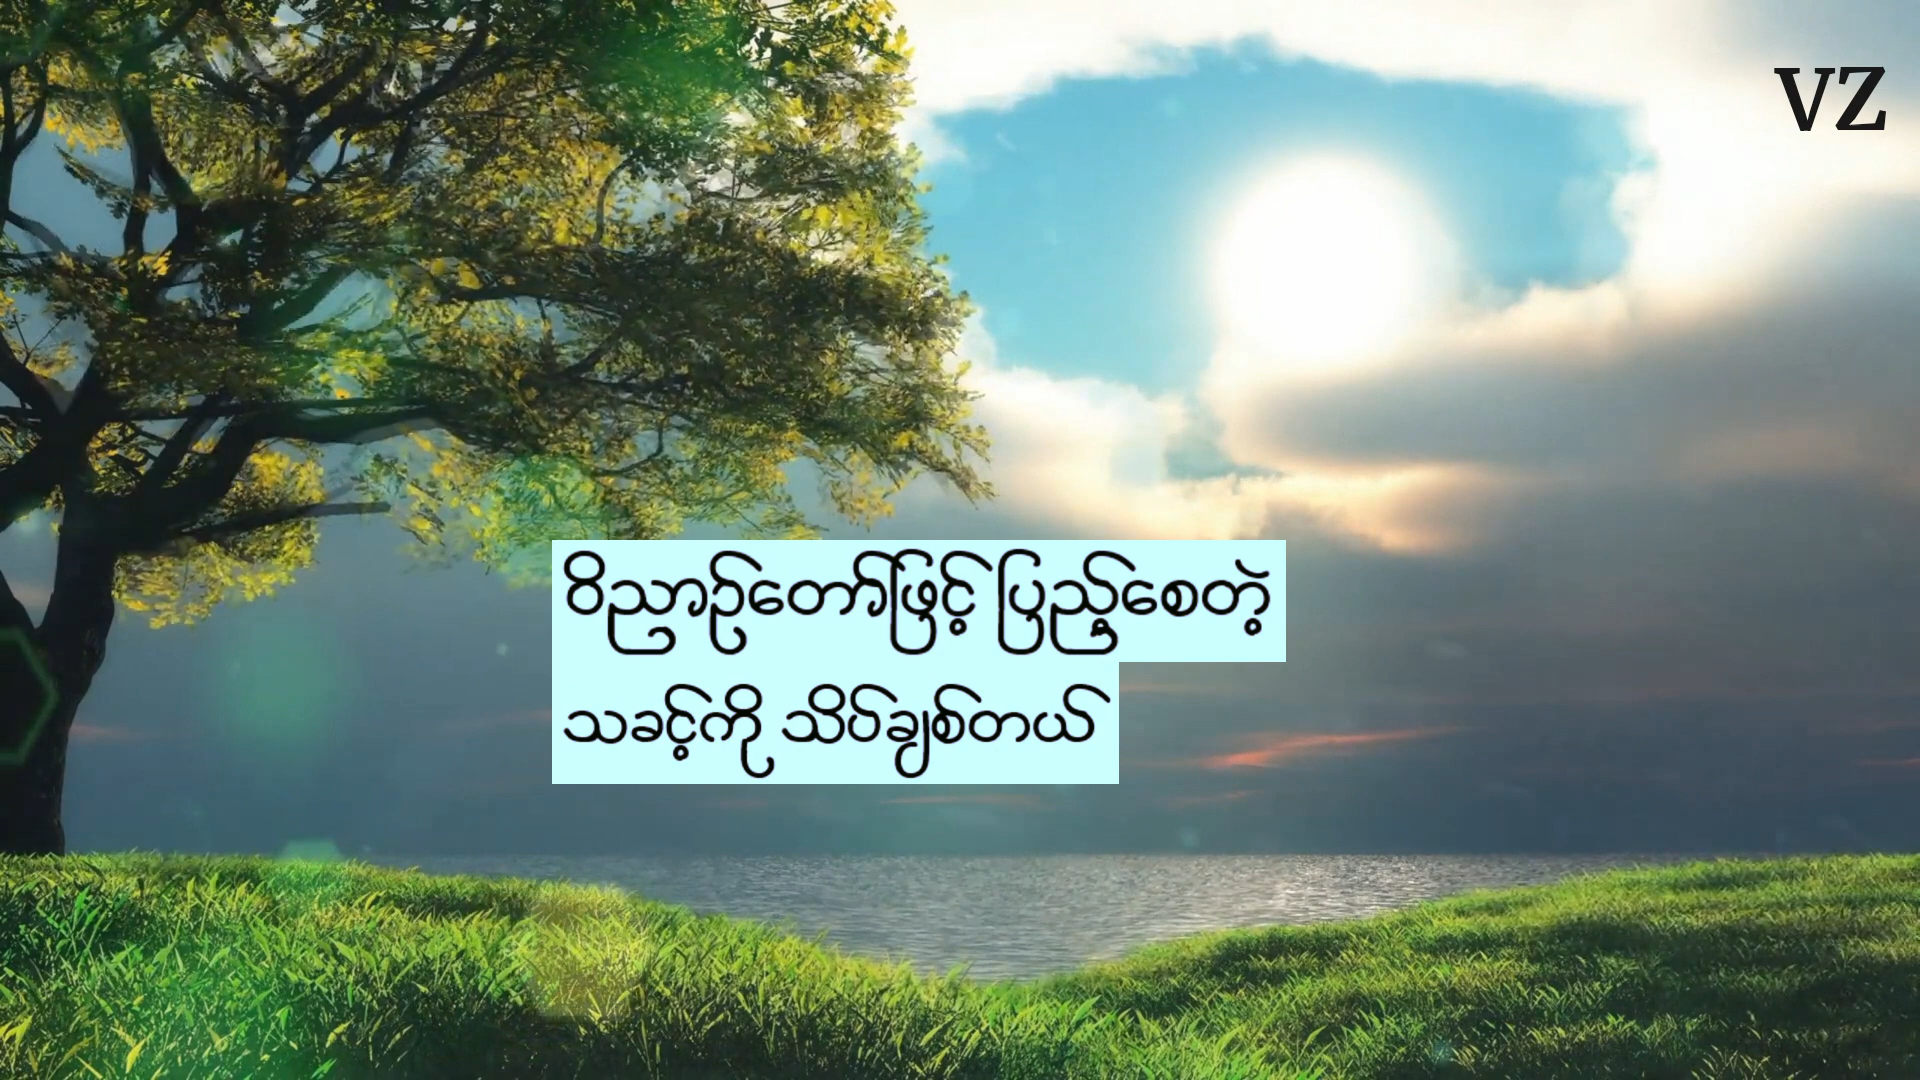 VZ
ဝိညာဉ်တော်ဖြင့် ပြည့်စေတဲ့
သခင့်ကို သိပ်ချစ်တယ်